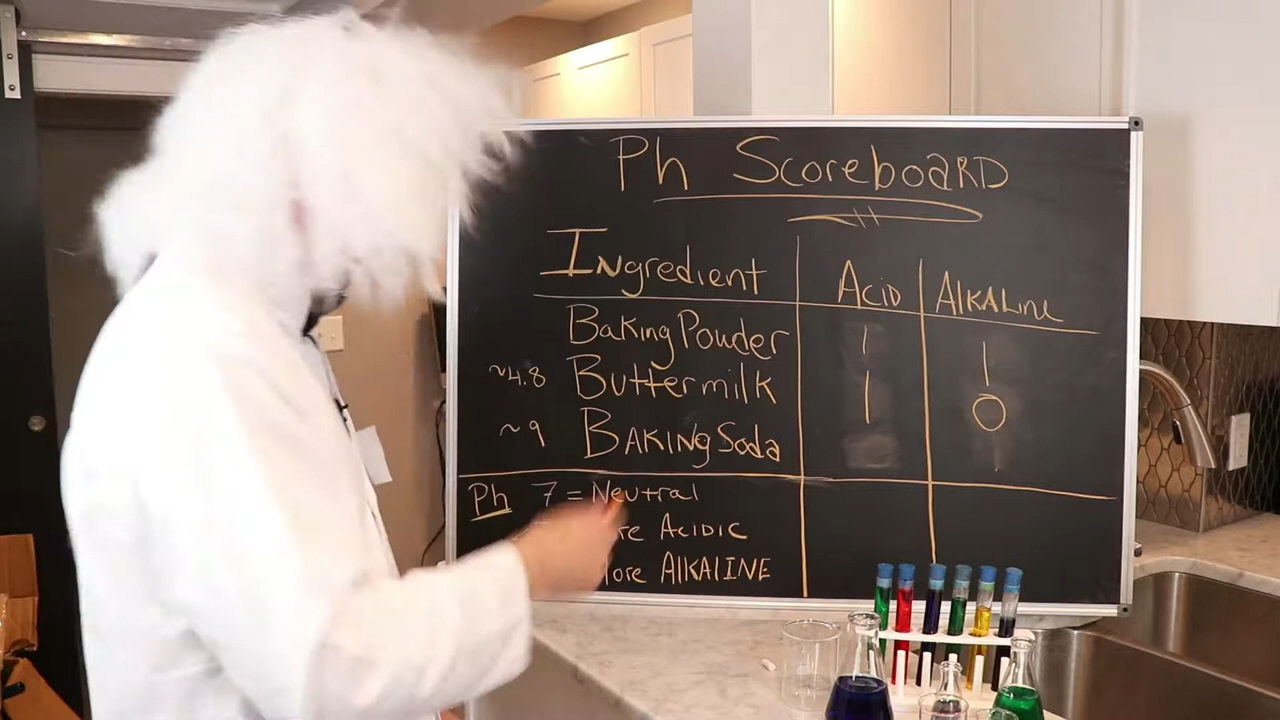 Ph ScoreboaRD
INgredient Acid AlKALine
Baking Powder 1 1
~4.8 Buttermilk 1 0
~9 BAKING Soda
Ph 7 = Neutral
ACIDIC
AlKALINE